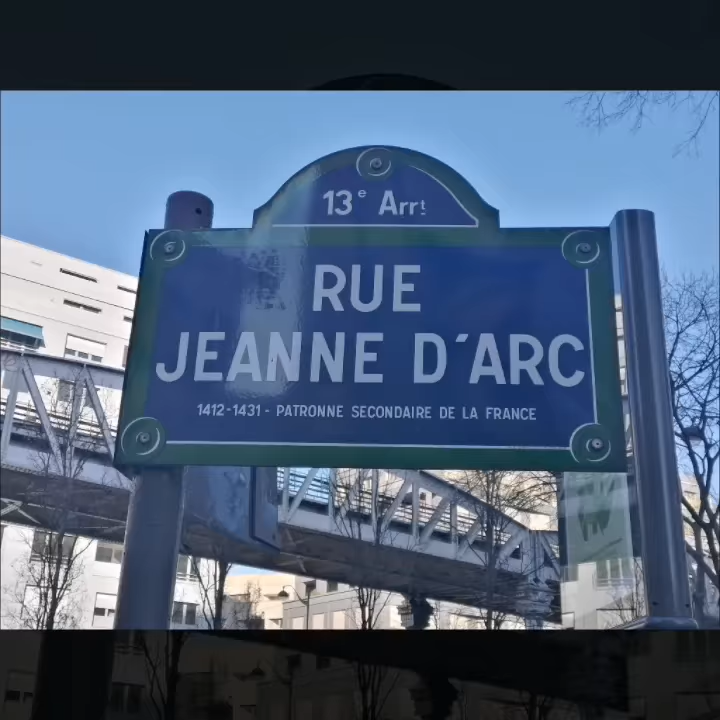 13e Arrt
RUE
JEANNE D'ARC
1412-1431 - PATRONNE SECONDAIRE DE LA FRANCE